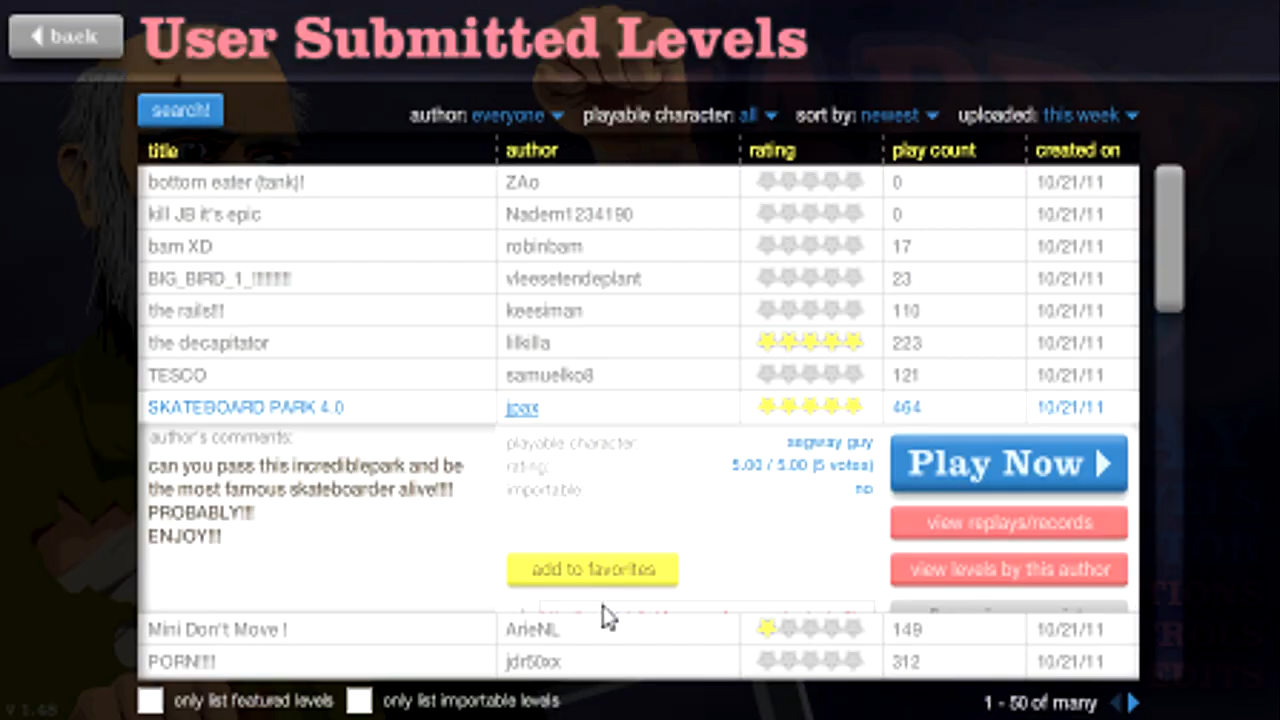 back
User Submitted Levels
search!
author: everyone playable character: all sort by: newest uploaded: this week
title author rating play count created on
bottom eater (tank)! ZAo 0 10/21/11
kill JB it's epic Nadem1234190 0 10/21/11
bam XD robinbam 17 10/21/11
BIG_BIRD_1_!!!!!!!!! vleesetendeplant 23 10/21/11
the rails!!! keesiman 110 10/21/11
the decapitator lilkilla 223 10/21/11
TESCO samuelko8 121 10/21/11
SKATEBOARD PARK 4.0 jpax 464 10/21/11
author's comments:
can you pass this incrediblepark and be
the most famous skateboarder alive!!!!
PROBABLY!!!
ENJOY!!!
playable character: segway guy
rating: 5.00 / 5.00 (5 votes)
importable: no
add to favorites
Play Now
view replays/records
view levels by this author
Mini Don't Move ! ArieNL 149 10/21/11
PORN!!!! jdr50xx 312 10/21/11
only list featured levels only list importable levels
1 - 50 of many
v 1.48